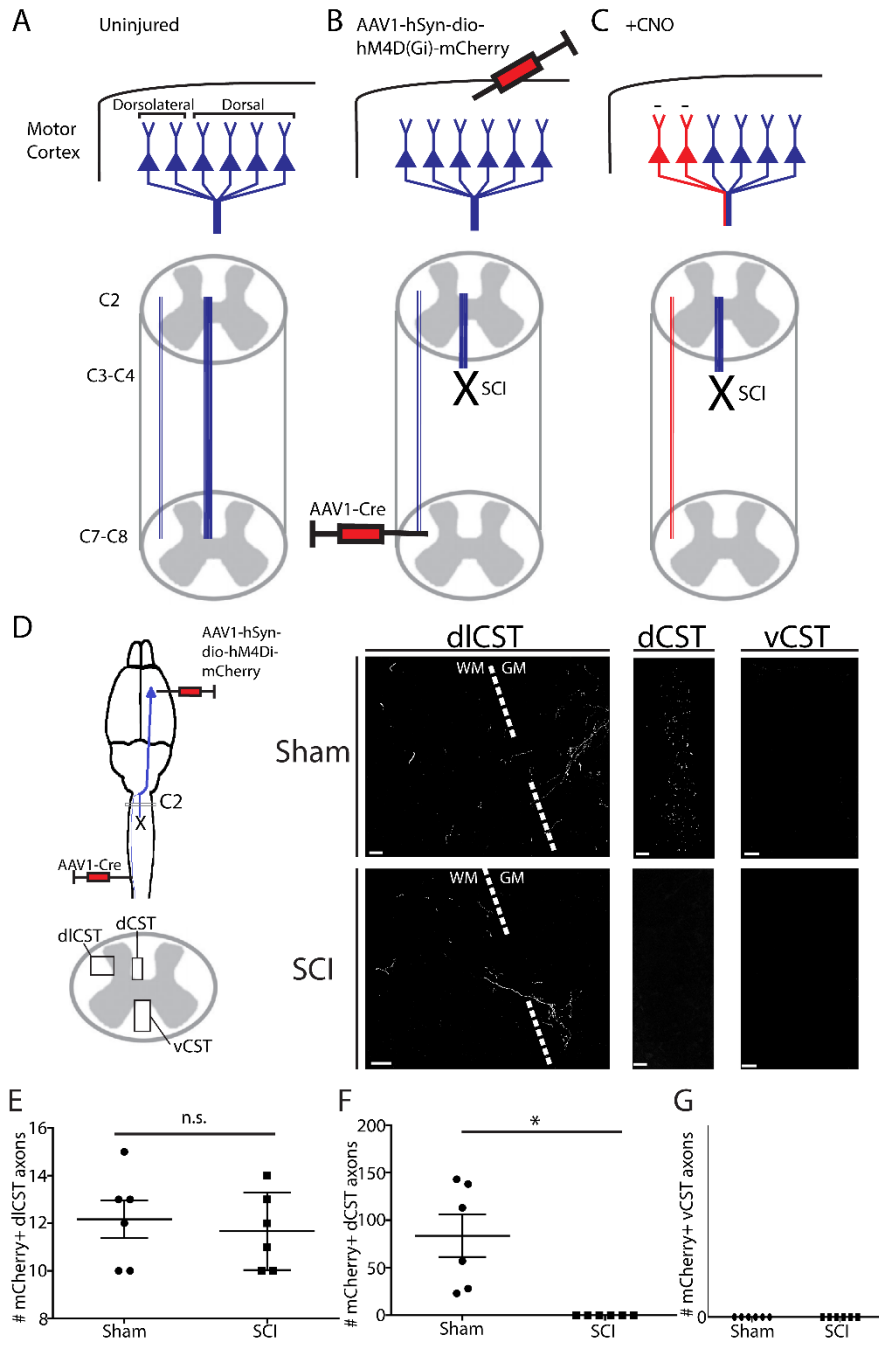 A
Uninjured
Dorsolateral
Dorsal
Motor
Cortex
C2
C3-C4
C7-C8
B
AAV1-hSyn-dio-
hM4D(Gi)-mCherry
X SCI
AAV1-Cre
C
+CNO
X SCI
D
AAV1-hSyn-
dio-hM4Di-
mCherry
C2
X
AAV1-Cre
dCST
dlCST
vCST
dlCST
dCST
vCST
Sham
WM GM
SCI
WM GM
E
# mCherry+ dlCST axons
16
14
12
10
8
n.s.
Sham
SCI
F
# mCherry+ dCST axons
200
150
100
50
0
*
Sham
SCI
G
# mCherry+ vCST axons
0
Sham
SCI